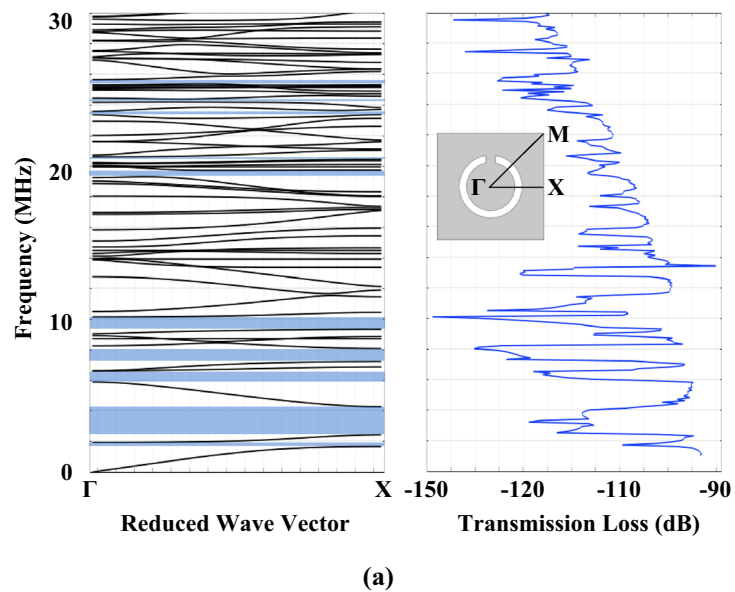 30
20
10
0
Frequency (MHz)
Γ
X
Reduced Wave Vector
M
Γ
X
-150
-120
-110
-90
Transmission Loss (dB)
(a)